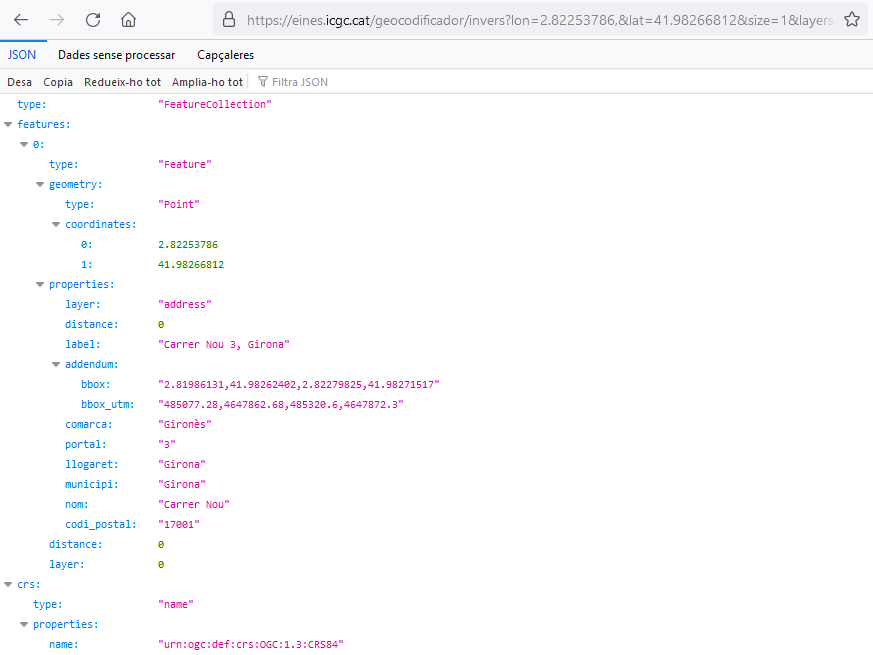 https://eines.icgc.cat/geocodificador/invers?lon=2.82253786,&lat=41.98266812&size=1&layers
JSON Dades sense processar Capçaleres
Desa Copia Redueix-ho tot Amplia-ho tot Filtra JSON
type: "FeatureCollection"
features:
0:
type: "Feature"
geometry:
type: "Point"
coordinates:
0: 2.82253786
1: 41.98266812
properties:
layer: "address"
distance: 0
label: "Carrer Nou 3, Girona"
addendum:
bbox: "2.81986131,41.98262402,2.82279825,41.98271517"
bbox_utm: "485077.28,4647862.68,485320.6,4647872.3"
comarca: "Gironès"
portal: "3"
llogaret: "Girona"
municipi: "Girona"
nom: "Carrer Nou"
codi_postal: "17001"
distance: 0
layer: 0
crs:
type: "name"
properties:
name: "urn:ogc:def:crs:OGC:1.3:CRS84"